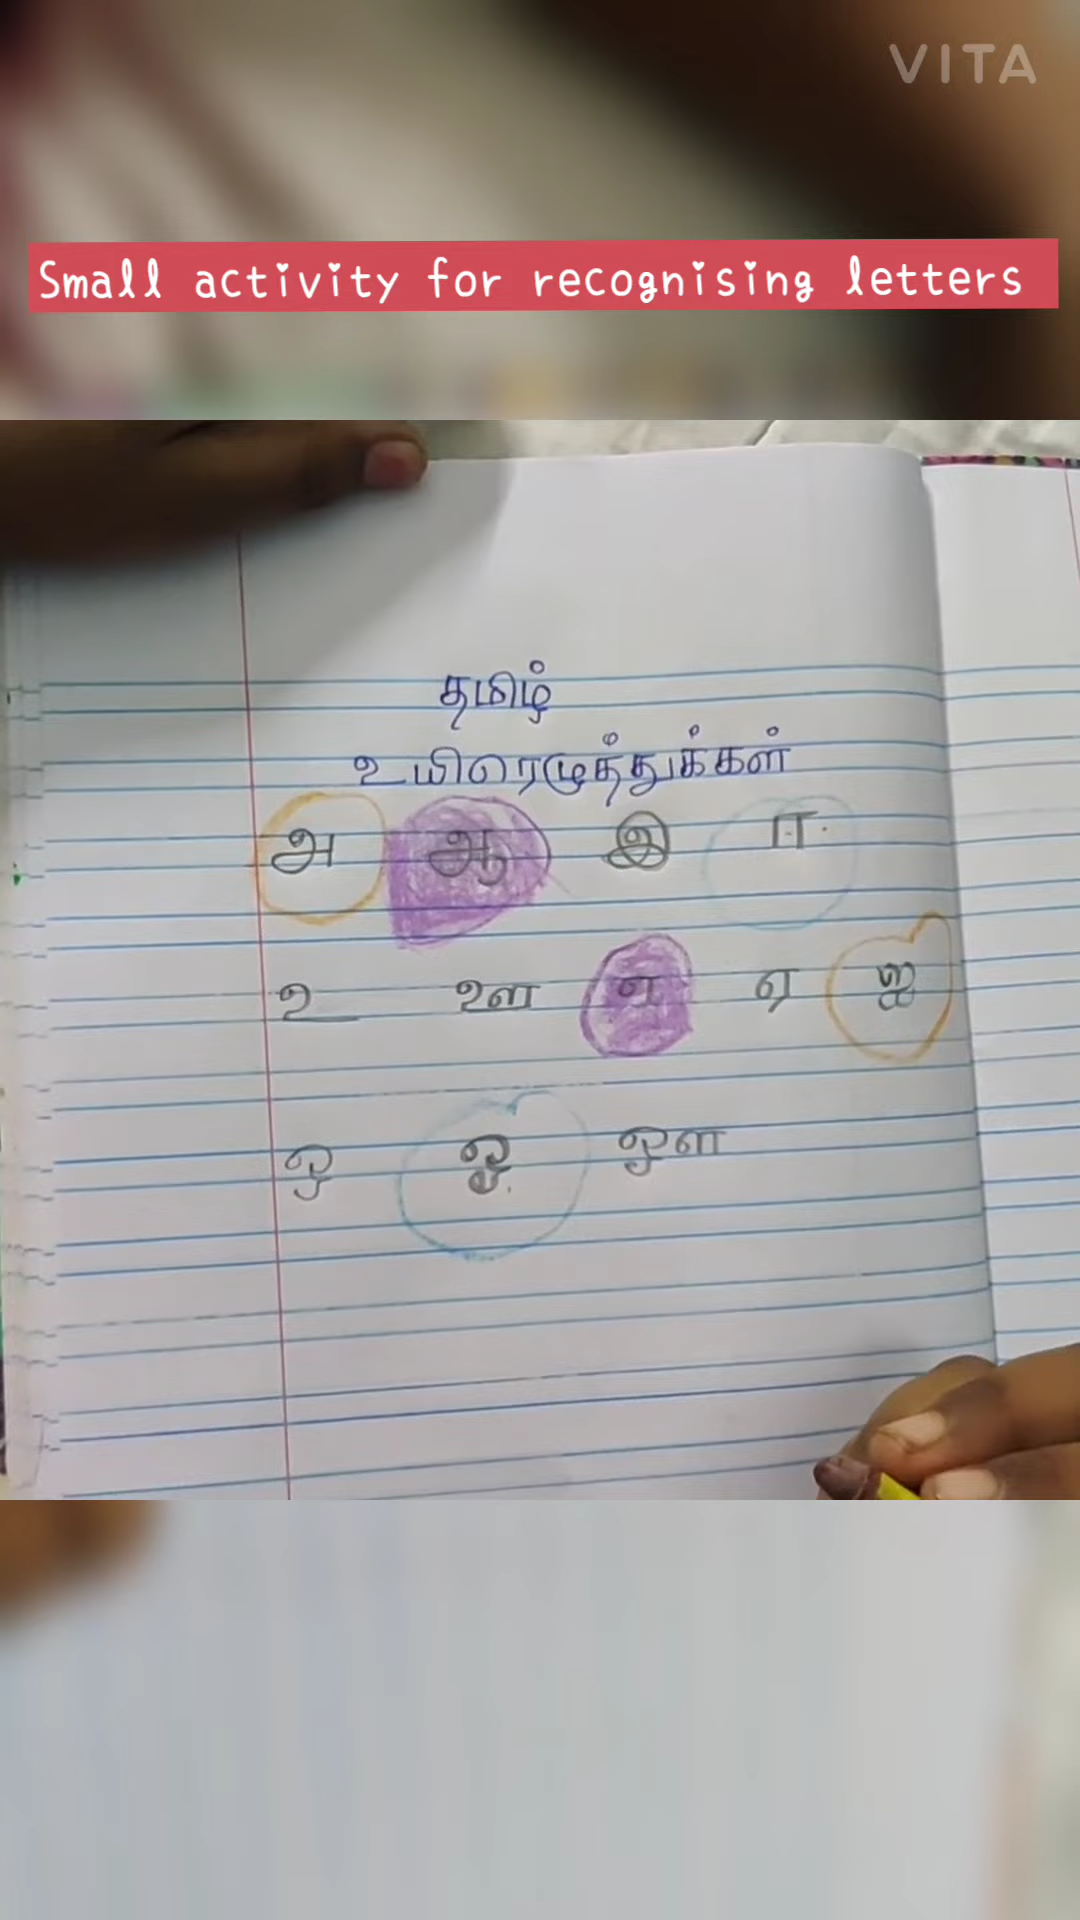 VITA
Small activity for recognising letters
தமிழ்
உயிரெழுத்துக்கள்
அ ஆ இ ஈ
உ ஊ எ ஏ ஐ
ஒ ஓ ஔ